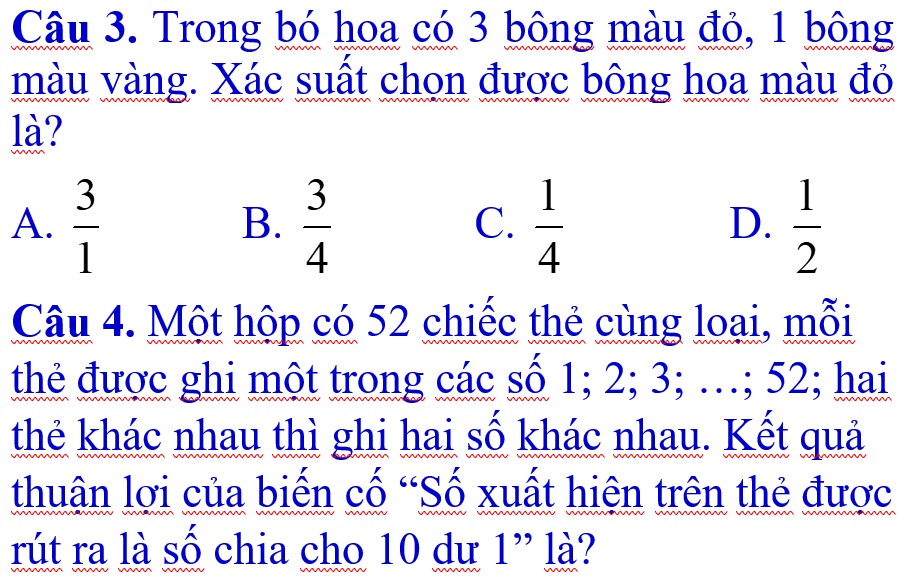 Câu 3. Trong bó hoa có 3 bông màu đỏ, 1 bông
màu vàng. Xác suất chọn được bông hoa màu đỏ
là?
A. 3/1 B. 3/4 C. 1/4 D. 1/2
Câu 4. Một hộp có 52 chiếc thẻ cùng loại, mỗi
thẻ được ghi một trong các số 1; 2; 3; …; 52; hai
thẻ khác nhau thì ghi hai số khác nhau. Kết quả
thuận lợi của biến cố “Số xuất hiện trên thẻ được
rút ra là số chia cho 10 dư 1” là?